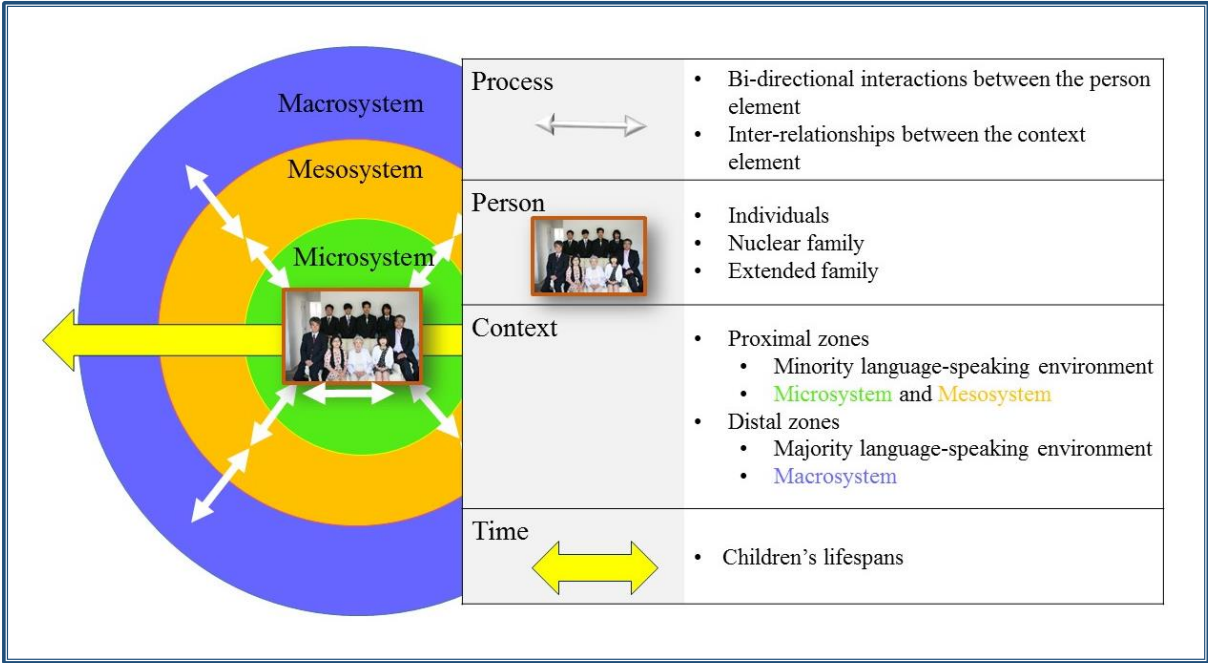 Macrosystem
Mesosystem
Microsystem
Process
• Bi-directional interactions between the person
element
• Inter-relationships between the context
element
Person
• Individuals
• Nuclear family
• Extended family
Context
• Proximal zones
• Minority language-speaking environment
• Microsystem and Mesosystem
• Distal zones
• Majority language-speaking environment
• Macrosystem
Time
• Children’s lifespans